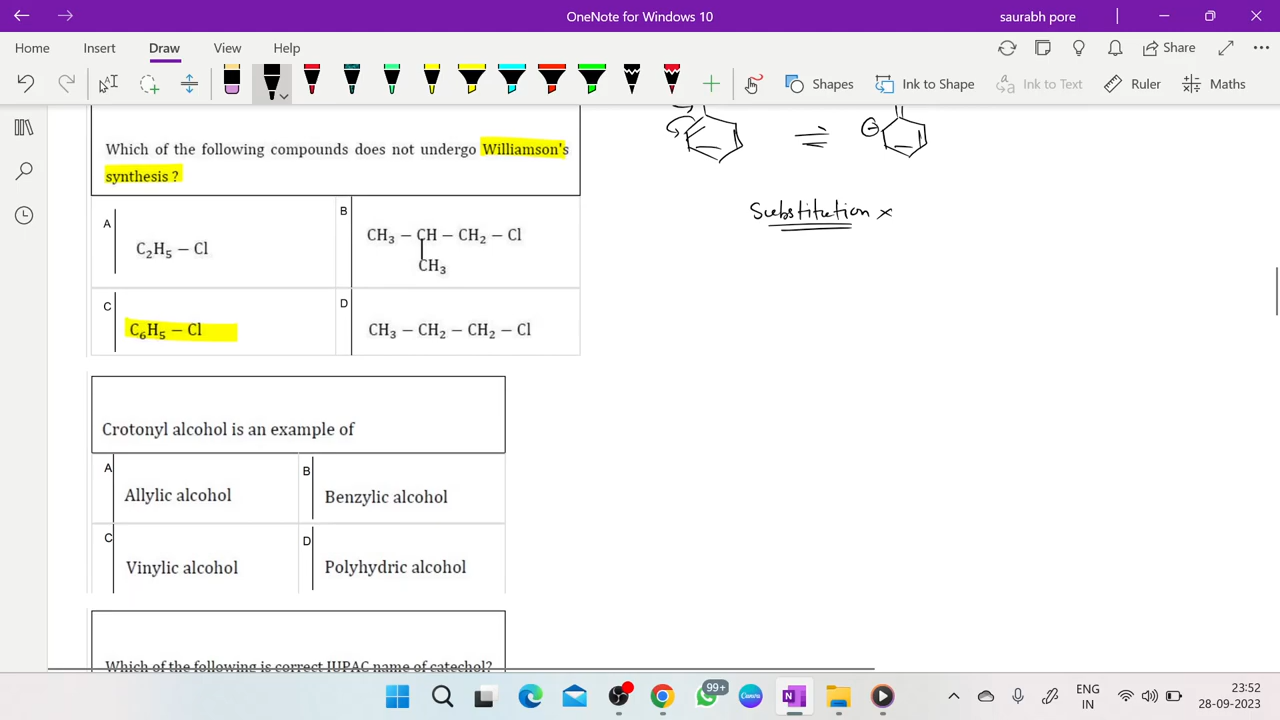 OneNote for Windows 10
saurabh pore
Home
Insert
Draw
View
Help
Share
Shapes
Ink to Shape
Ink to Text
Ruler
Maths
Which of the following compounds does not undergo Williamson's
synthesis ?
Substitution ×
A
C₂H₅ − Cl
B
CH₃ − CH − CH₂ − Cl
CH₃
C
C₆H₅ − Cl
D
CH₃ − CH₂ − CH₂ − Cl
Crotonyl alcohol is an example of
A
Allylic alcohol
B
Benzylic alcohol
C
Vinylic alcohol
D
Polyhydric alcohol
Which of the following is correct IUPAC name of catechol?
99+
ENG
IN
23:52
28-09-2023